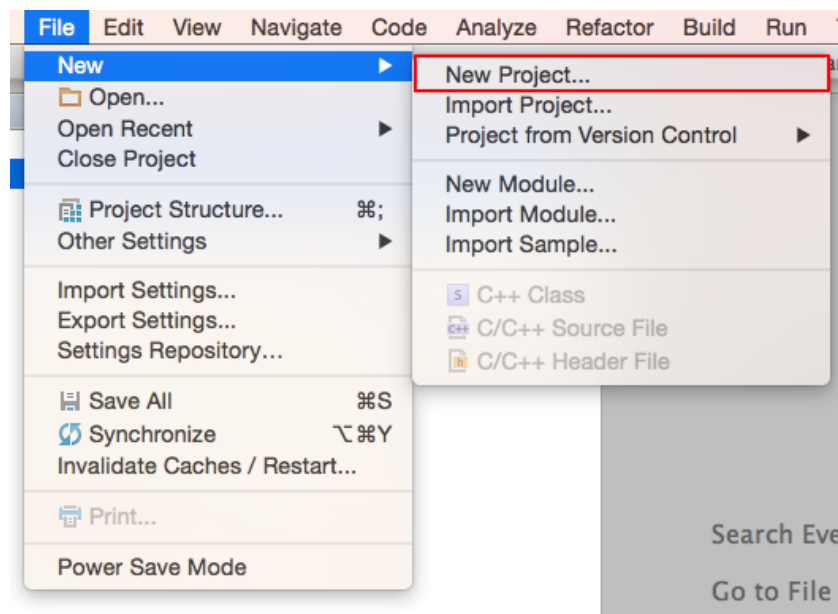 File Edit View Navigate Code Analyze Refactor Build Run
New
Open...
Open Recent
Close Project
Project Structure... ⌘;
Other Settings
Import Settings...
Export Settings...
Settings Repository...
Save All ⌘S
Synchronize ⌥⌘Y
Invalidate Caches / Restart...
Print...
Power Save Mode
New Project...
Import Project...
Project from Version Control
New Module...
Import Module...
Import Sample...
S C++ Class
C++ C/C++ Source File
h C/C++ Header File
Search Eve
Go to File